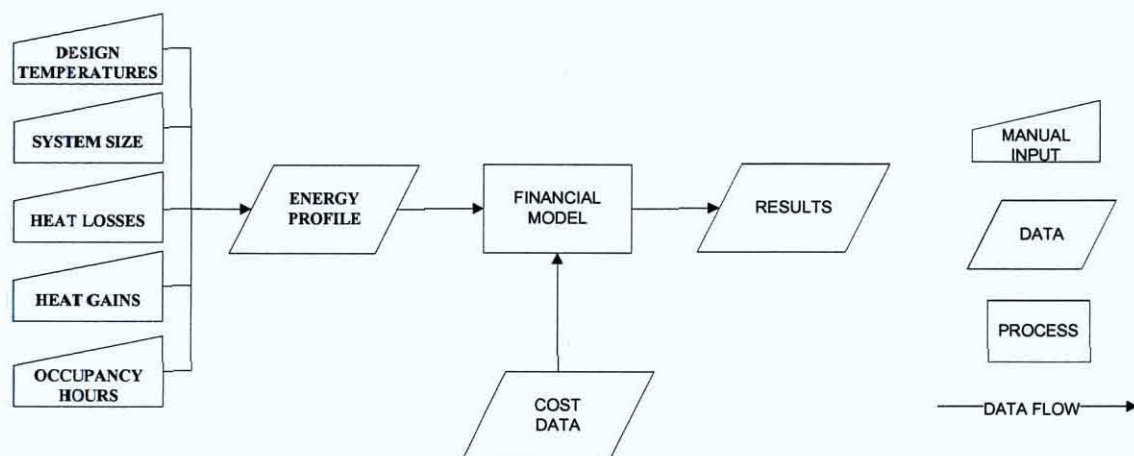 DESIGN
TEMPERATURES
SYSTEM SIZE
HEAT LOSSES
HEAT GAINS
OCCUPANCY
HOURS
ENERGY
PROFILE
FINANCIAL
MODEL
RESULTS
COST
DATA
MANUAL
INPUT
DATA
PROCESS
DATA FLOW